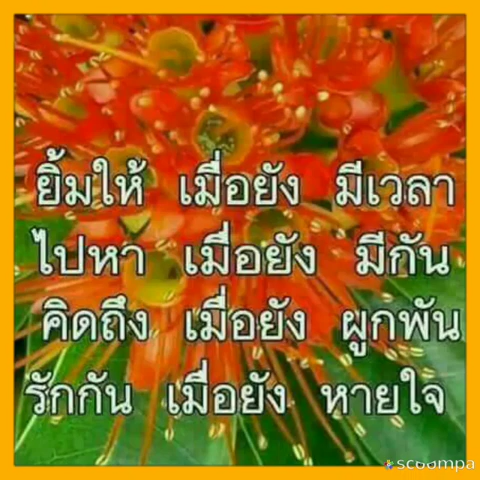 ยิ้มให้ เมื่อยัง มีเวลา
ไปหา เมื่อยัง มีกัน
คิดถึง เมื่อยัง ผูกพัน
รักกัน เมื่อยัง หายใจ
scoompa